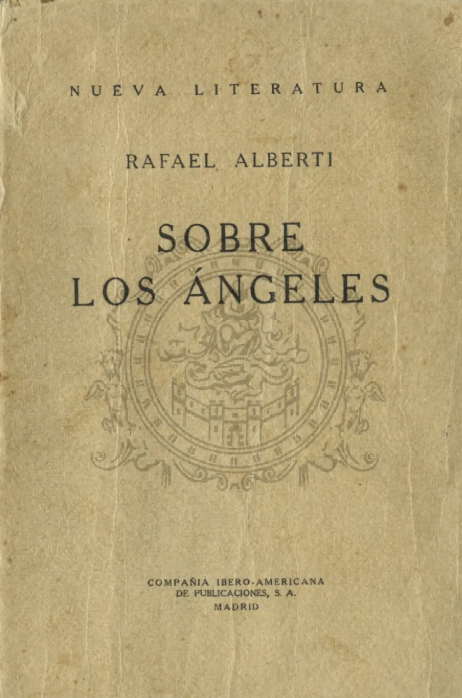 NUEVA LITERATURA
RAFAEL ALBERTI
SOBRE
LOS ÁNGELES
COMPAÑIA IBERO-AMERICANA
DE PUBLICACIONES, S. A.
MADRID